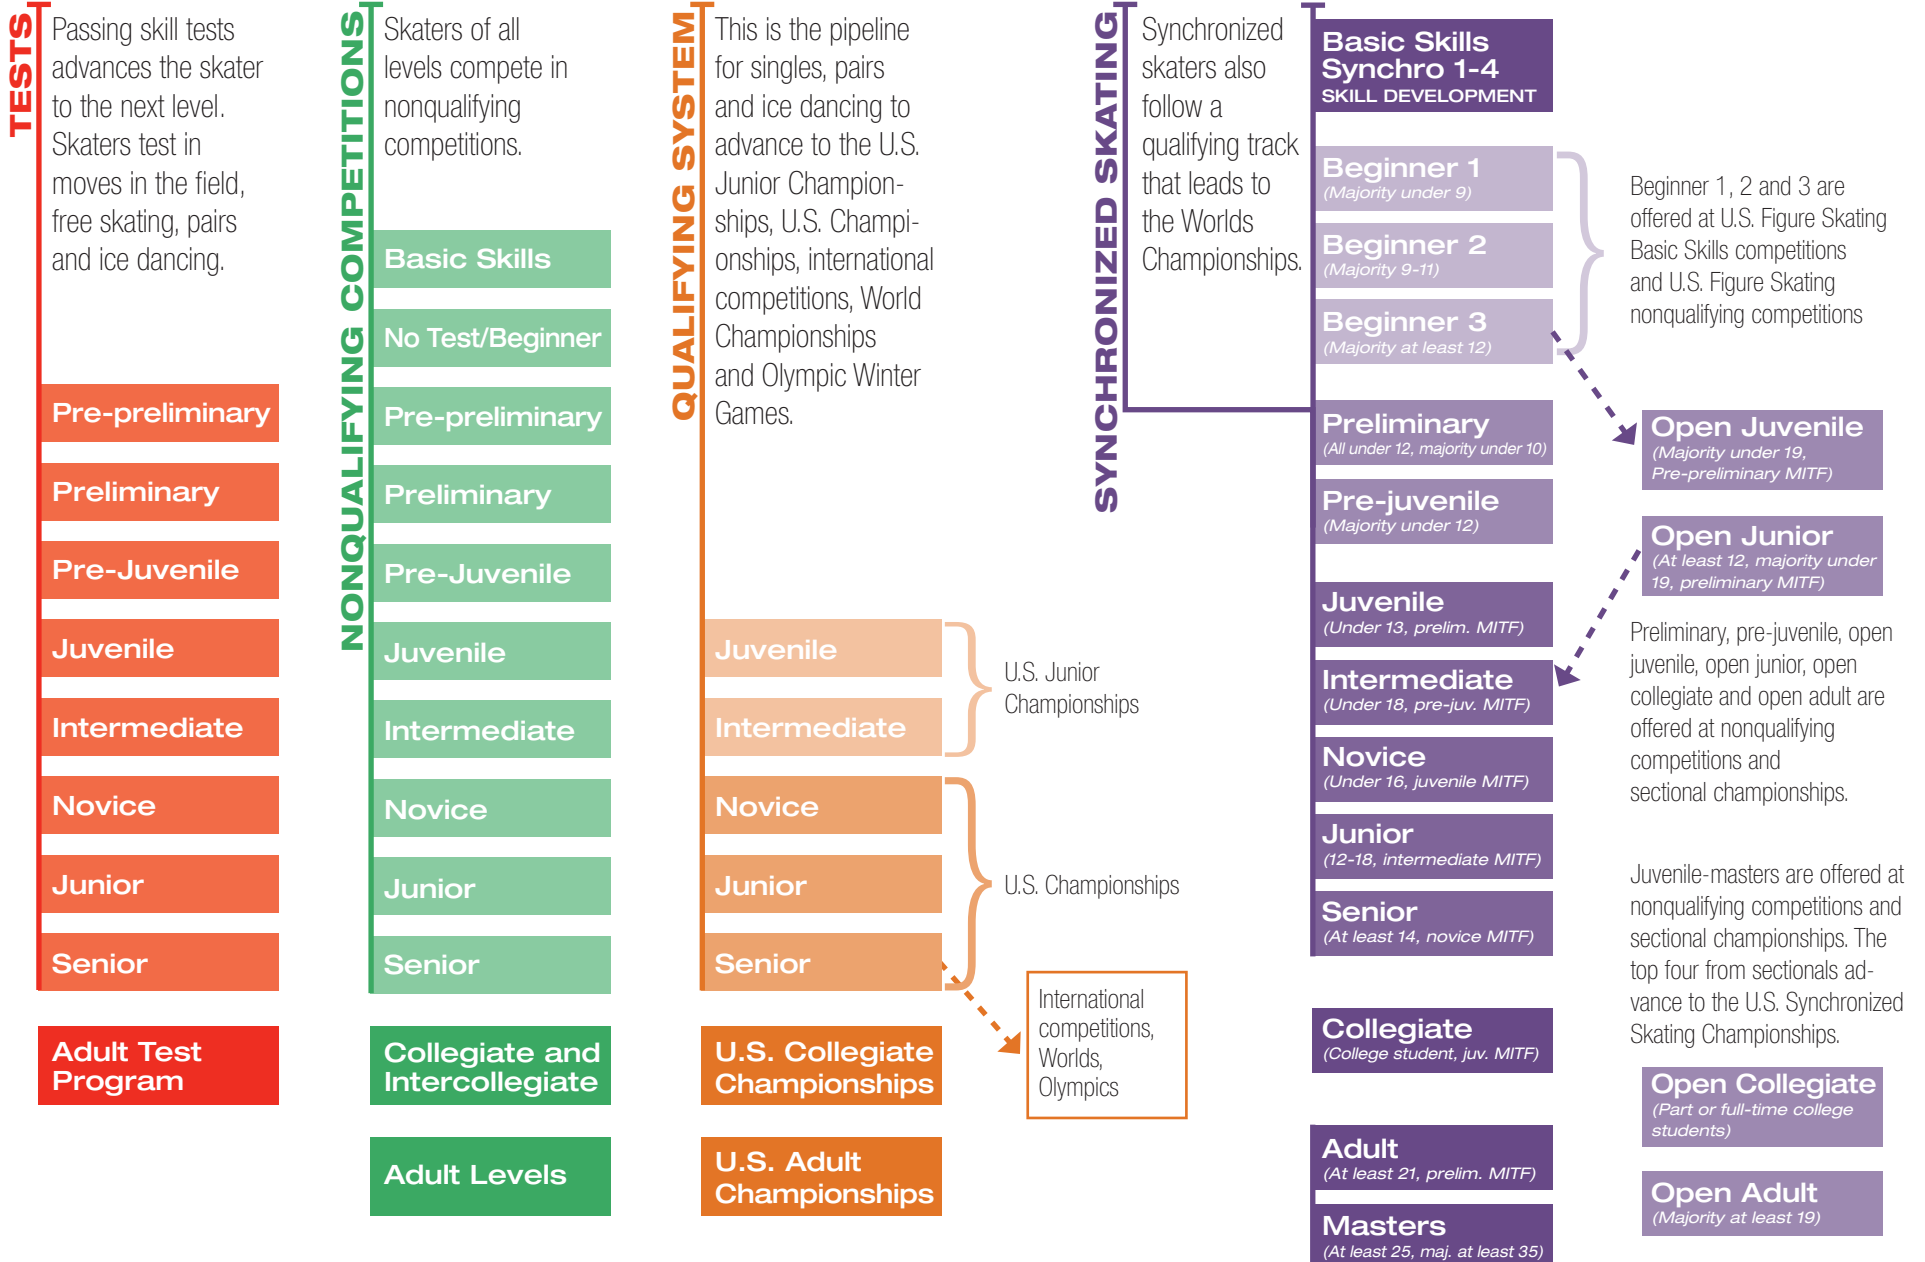 TESTS
Passing skill tests
advances the skater
to the next level.
Skaters test in
moves in the field,
free skating, pairs
and ice dancing.
Pre-preliminary
Preliminary
Pre-Juvenile
Juvenile
Intermediate
Novice
Junior
Senior
Adult Test
Program
NONQUALIFYING COMPETITIONS
Skaters of all
levels compete in
nonqualifying
competitions.
Basic Skills
No Test/Beginner
Pre-preliminary
Preliminary
Pre-Juvenile
Juvenile
Intermediate
Novice
Junior
Senior
Collegiate and
Intercollegiate
Adult Levels
QUALIFYING SYSTEM
This is the pipeline
for singles, pairs
and ice dancing to
advance to the U.S.
Junior Champion-
ships, U.S. Champi-
onships, international
competitions, World
Championships
and Olympic Winter
Games.
Juvenile
Intermediate
U.S. Junior
Championships
Novice
Junior
Senior
U.S. Championships
International
competitions,
Worlds,
Olympics
U.S. Collegiate
Championships
U.S. Adult
Championships
SYNCHRONIZED SKATING
Synchronized
skaters also
follow a
qualifying track
that leads to
the Worlds
Championships.
Basic Skills
Synchro 1-4
SKILL DEVELOPMENT
Beginner 1
(Majority under 9)
Beginner 2
(Majority 9-11)
Beginner 3
(Majority at least 12)
Preliminary
(All under 12, majority under 10)
Pre-juvenile
(Majority under 12)
Juvenile
(Under 13, prelim. MITF)
Intermediate
(Under 18, pre-juv. MITF)
Novice
(Under 16, juvenile MITF)
Junior
(12-18, intermediate MITF)
Senior
(At least 14, novice MITF)
Collegiate
(College student, juv. MITF)
Adult
(At least 21, prelim. MITF)
Masters
(At least 25, maj. at least 35)
Beginner 1, 2 and 3 are
offered at U.S. Figure Skating
Basic Skills competitions
and U.S. Figure Skating
nonqualifying competitions
Open Juvenile
(Majority under 19,
Pre-preliminary MITF)
Open Junior
(At least 12, majority under
19, preliminary MITF)
Preliminary, pre-juvenile, open
juvenile, open junior, open
collegiate and open adult are
offered at nonqualifying
competitions and
sectional championships.
Juvenile-masters are offered at
nonqualifying competitions and
sectional championships. The
top four from sectionals ad-
vance to the U.S. Synchronized
Skating Championships.
Open Collegiate
(Part or full-time college
students)
Open Adult
(Majority at least 19)